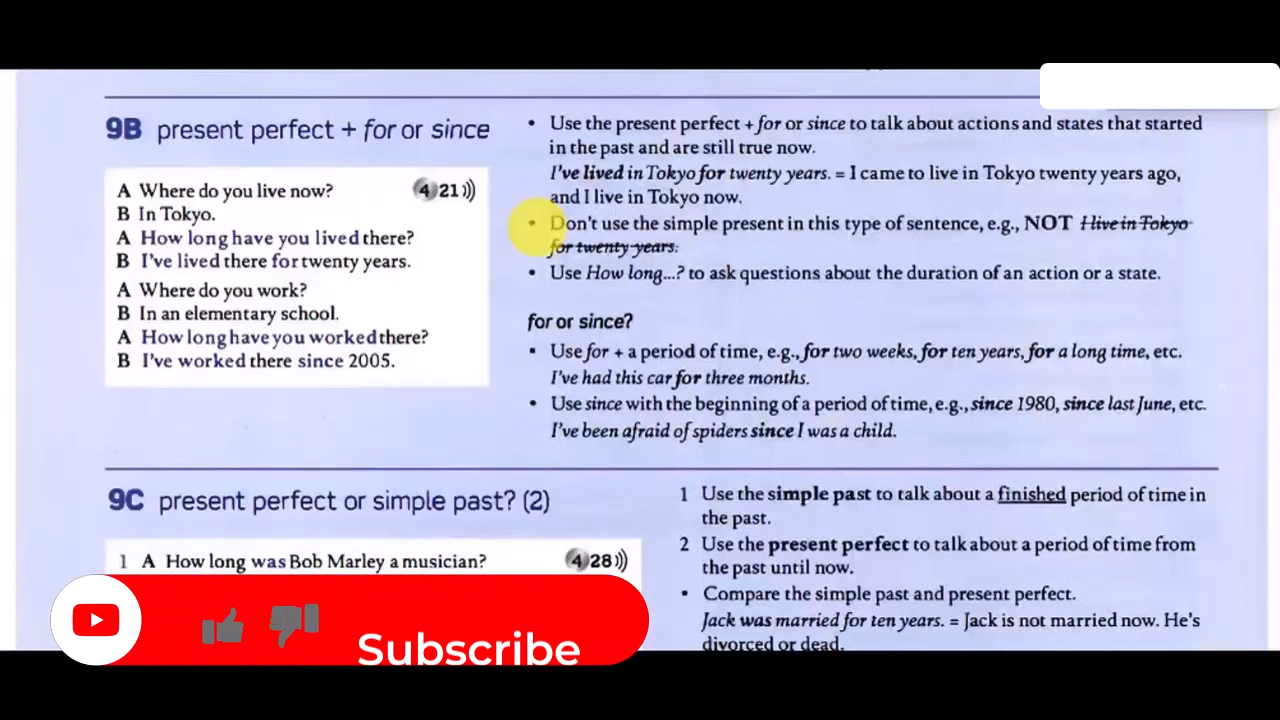 9B present perfect + for or since
A Where do you live now? 4 21
B In Tokyo.
A How long have you lived there?
B I've lived there for twenty years.
A Where do you work?
B In an elementary school.
A How long have you worked there?
B I've worked there since 2005.
• Use the present perfect + for or since to talk about actions and states that started
in the past and are still true now.
I've lived in Tokyo for twenty years. = I came to live in Tokyo twenty years ago,
and I live in Tokyo now.
• Don't use the simple present in this type of sentence, e.g., NOT I live in Tokyo
for twenty years.
• Use How long...? to ask questions about the duration of an action or a state.
for or since?
• Use for + a period of time, e.g., for two weeks, for ten years, for a long time, etc.
I've had this car for three months.
• Use since with the beginning of a period of time, e.g., since 1980, since last June, etc.
I've been afraid of spiders since I was a child.
9C present perfect or simple past? (2)
1 A How long was Bob Marley a musician? 4 28
1 Use the simple past to talk about a finished period of time in
the past.
2 Use the present perfect to talk about a period of time from
the past until now.
• Compare the simple past and present perfect.
Jack was married for ten years. = Jack is not married now. He's
divorced or dead.
Subscribe